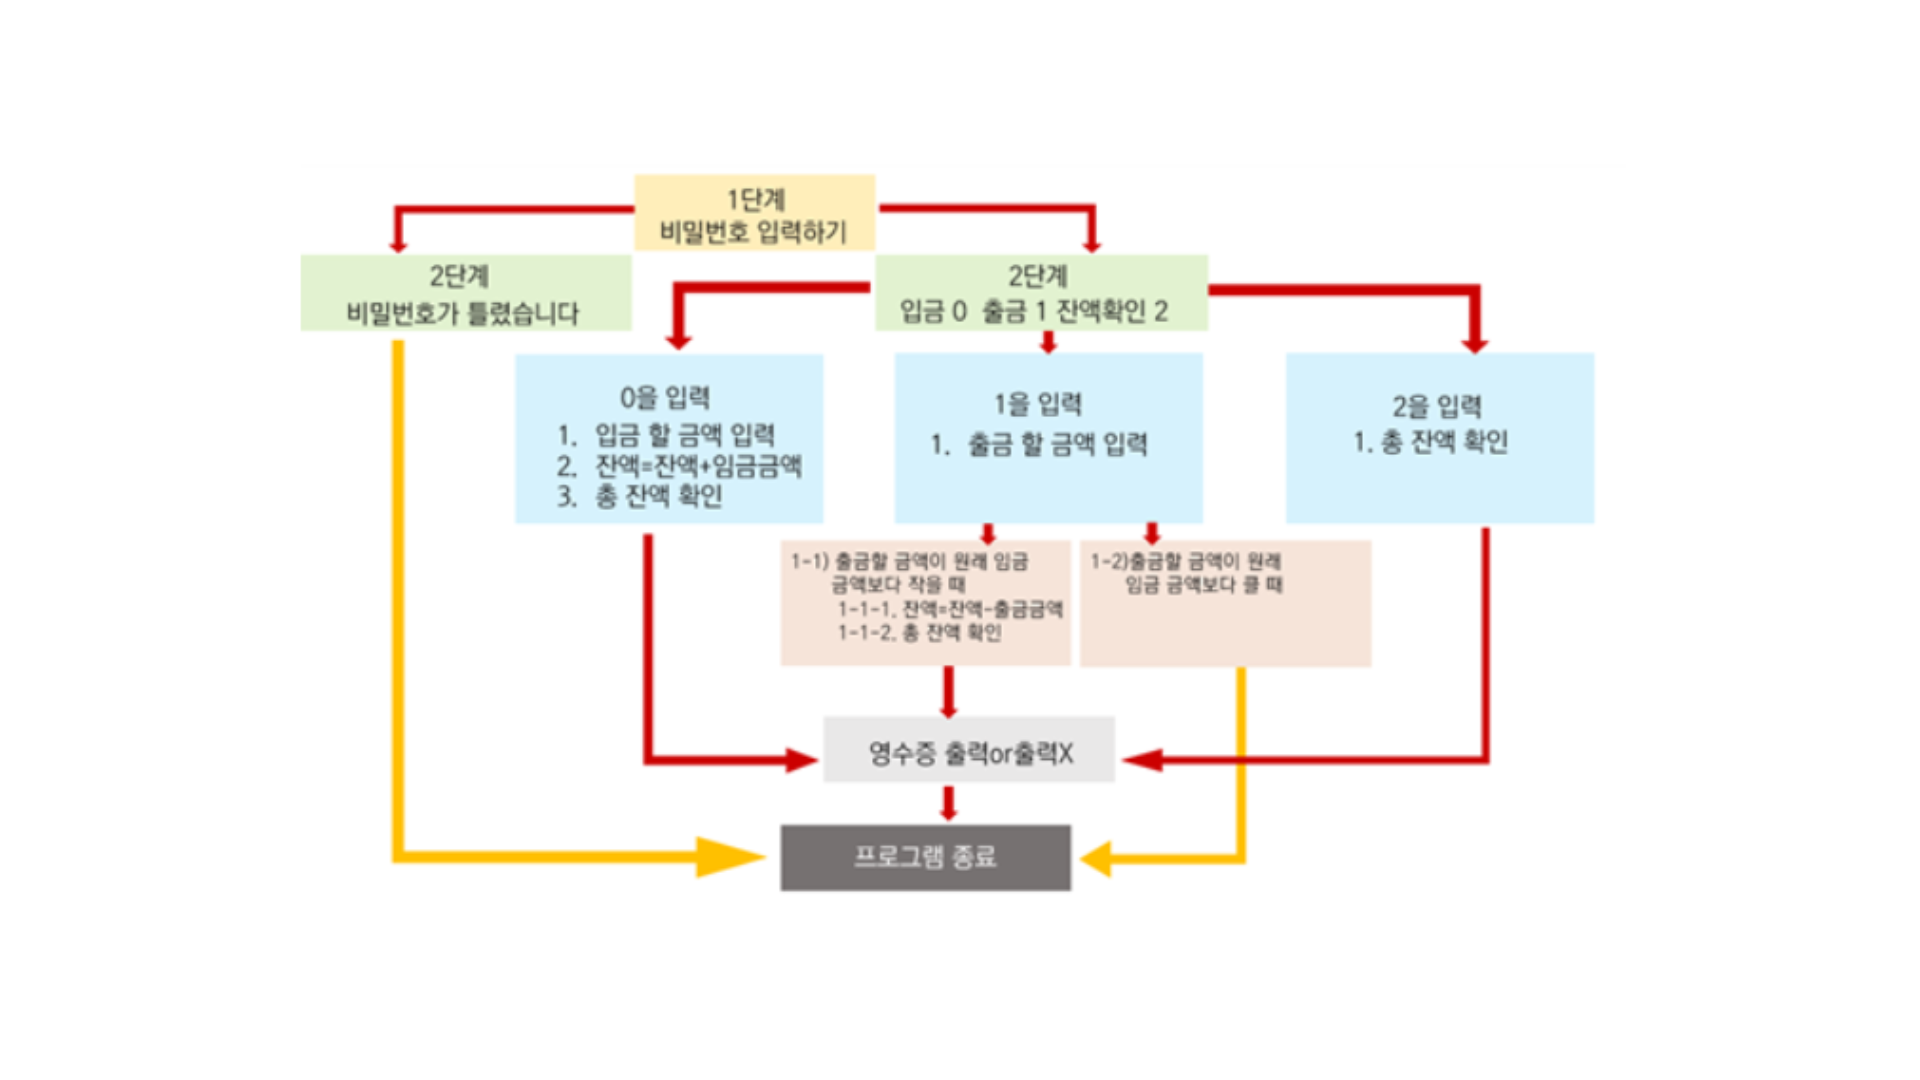 1단계
비밀번호 입력하기
2단계
비밀번호가 틀렸습니다
2단계
입금 0 출금 1 잔액확인 2
0을 입력
1. 입금 할 금액 입력
2. 잔액=잔액+임금금액
3. 총 잔액 확인
1을 입력
1. 출금 할 금액 입력
2을 입력
1. 총 잔액 확인
1-1) 출금할 금액이 원래 임금
금액보다 작을 때
1-1-1. 잔액=잔액-출금금액
1-1-2. 총 잔액 확인
1-2)출금할 금액이 원래
임금 금액보다 클 때
영수증 출력or출력X
프로그램 종료